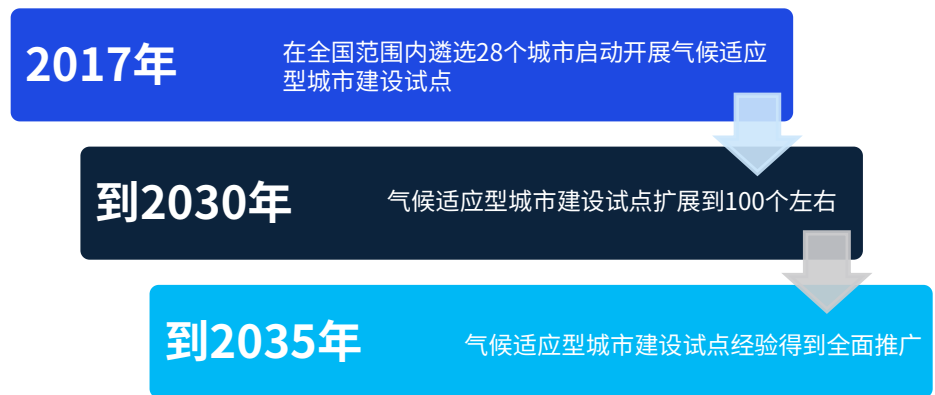 2017年
在全国范围内遴选28个城市启动开展气候适应
型城市建设试点
到2030年
气候适应型城市建设试点扩展到100个左右
到2035年
气候适应型城市建设试点经验得到全面推广